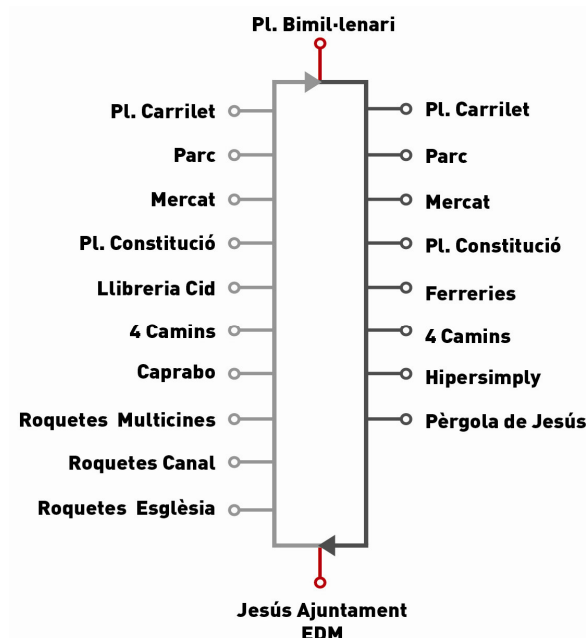 Pl. Bimil·lenari
Pl. Carrilet
Parc
Mercat
Pl. Constitució
Llibreria Cid
4 Camins
Caprabo
Roquetes Multicines
Roquetes Canal
Roquetes Esglèsia
Pl. Carrilet
Parc
Mercat
Pl. Constitució
Ferreries
4 Camins
Hipersimply
Pèrgola de Jesús
Jesús Ajuntament
EDM